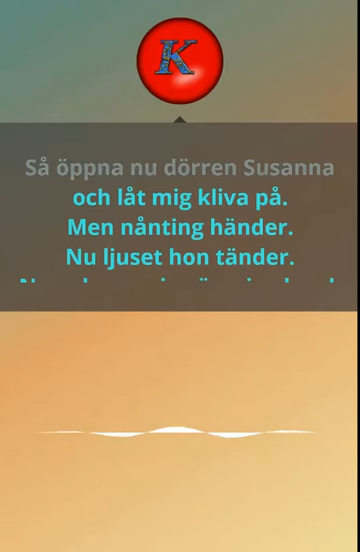 K
Så öppna nu dörren Susanna
och låt mig kliva på.
Men nånting händer.
Nu ljuset hon tänder.